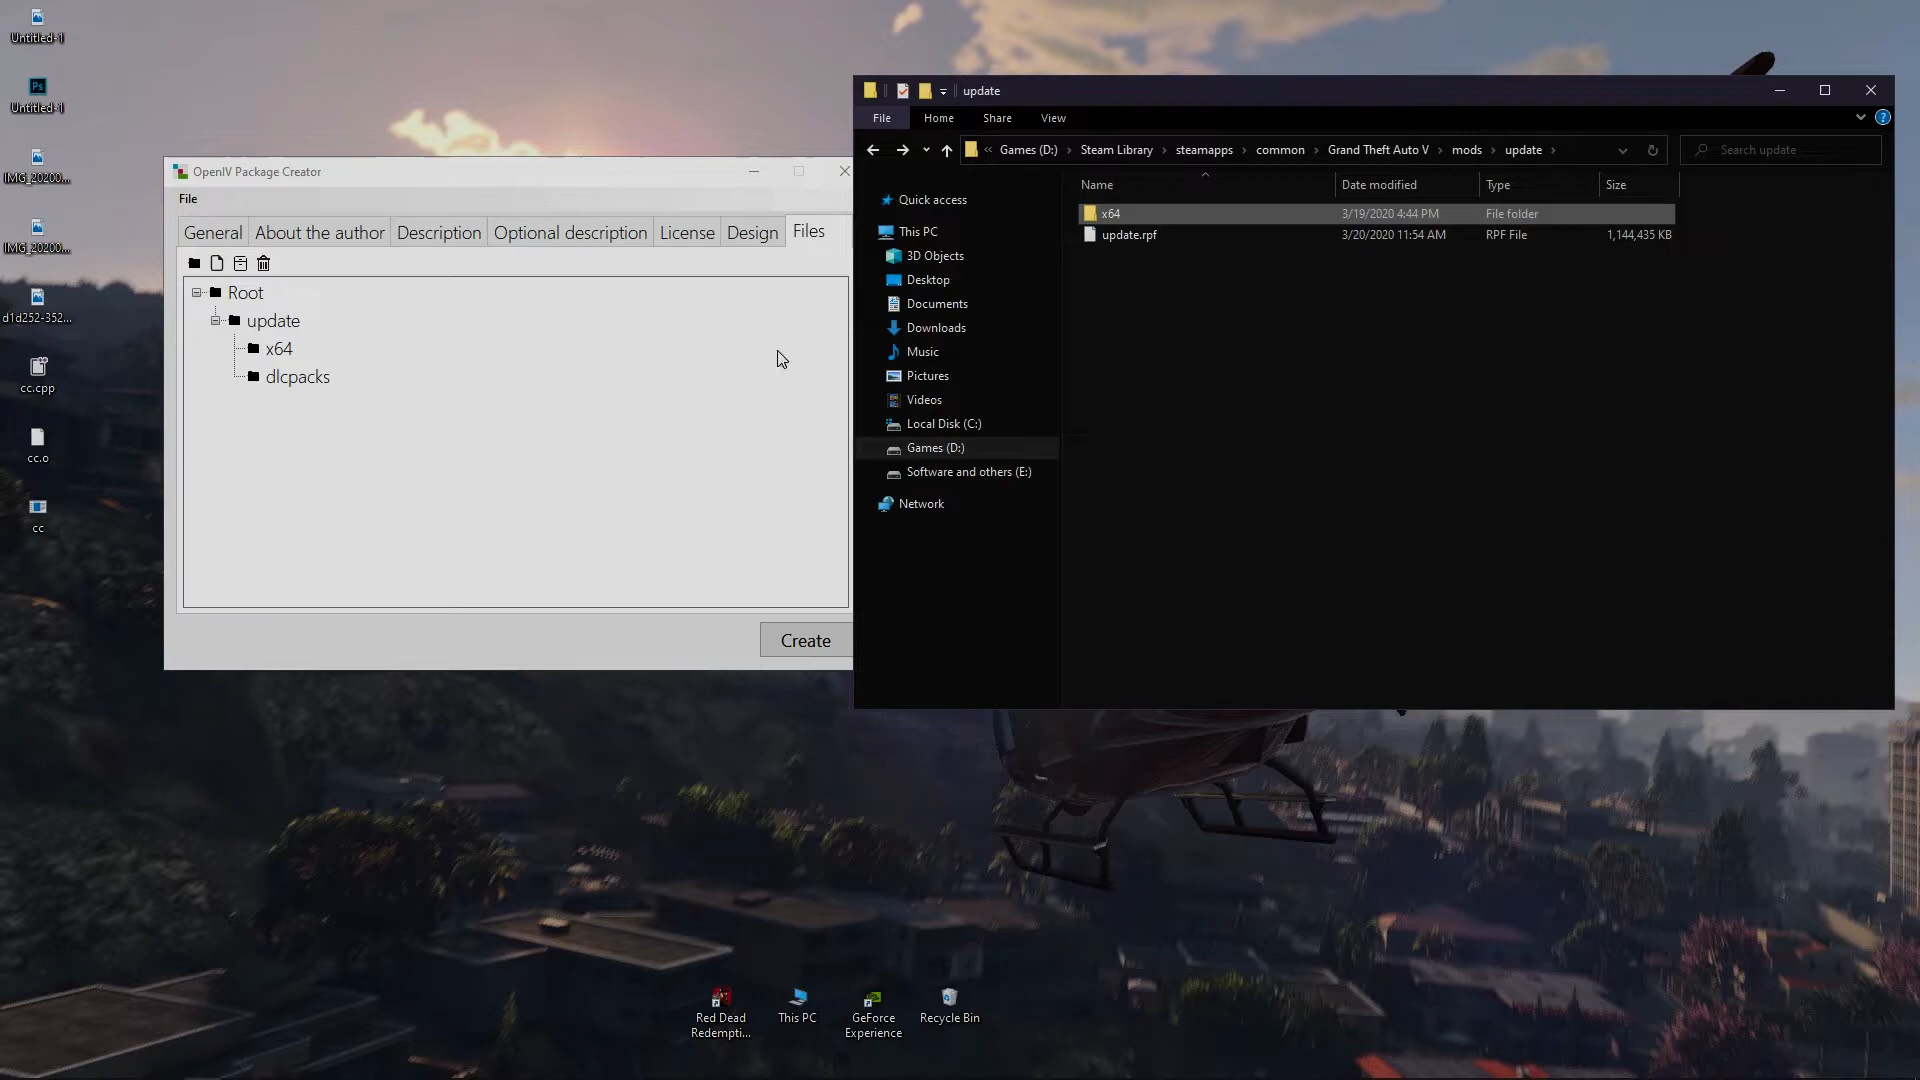 Untitled-1
Untitled-1
IMG_20200...
IMG_20200...
d1d252-352...
cc.cpp
cc.o
cc
OpenIV Package Creator
File
General
About the author
Description
Optional description
License
Design
Files
Root
update
x64
dlcpacks
Create
update
File
Home
Share
View
Games (D:)
Steam Library
steamapps
common
Grand Theft Auto V
mods
update
Search update
Quick access
This PC
3D Objects
Desktop
Documents
Downloads
Music
Pictures
Videos
Local Disk (C:)
Games (D:)
Software and others (E:)
Network
Name Date modified Type Size
x64 3/19/2020 4:44 PM File folder
update.rpf 3/20/2020 11:54 AM RPF File 1,144,435 KB
Red Dead
Redempti...
This PC
GeForce
Experience
Recycle Bin